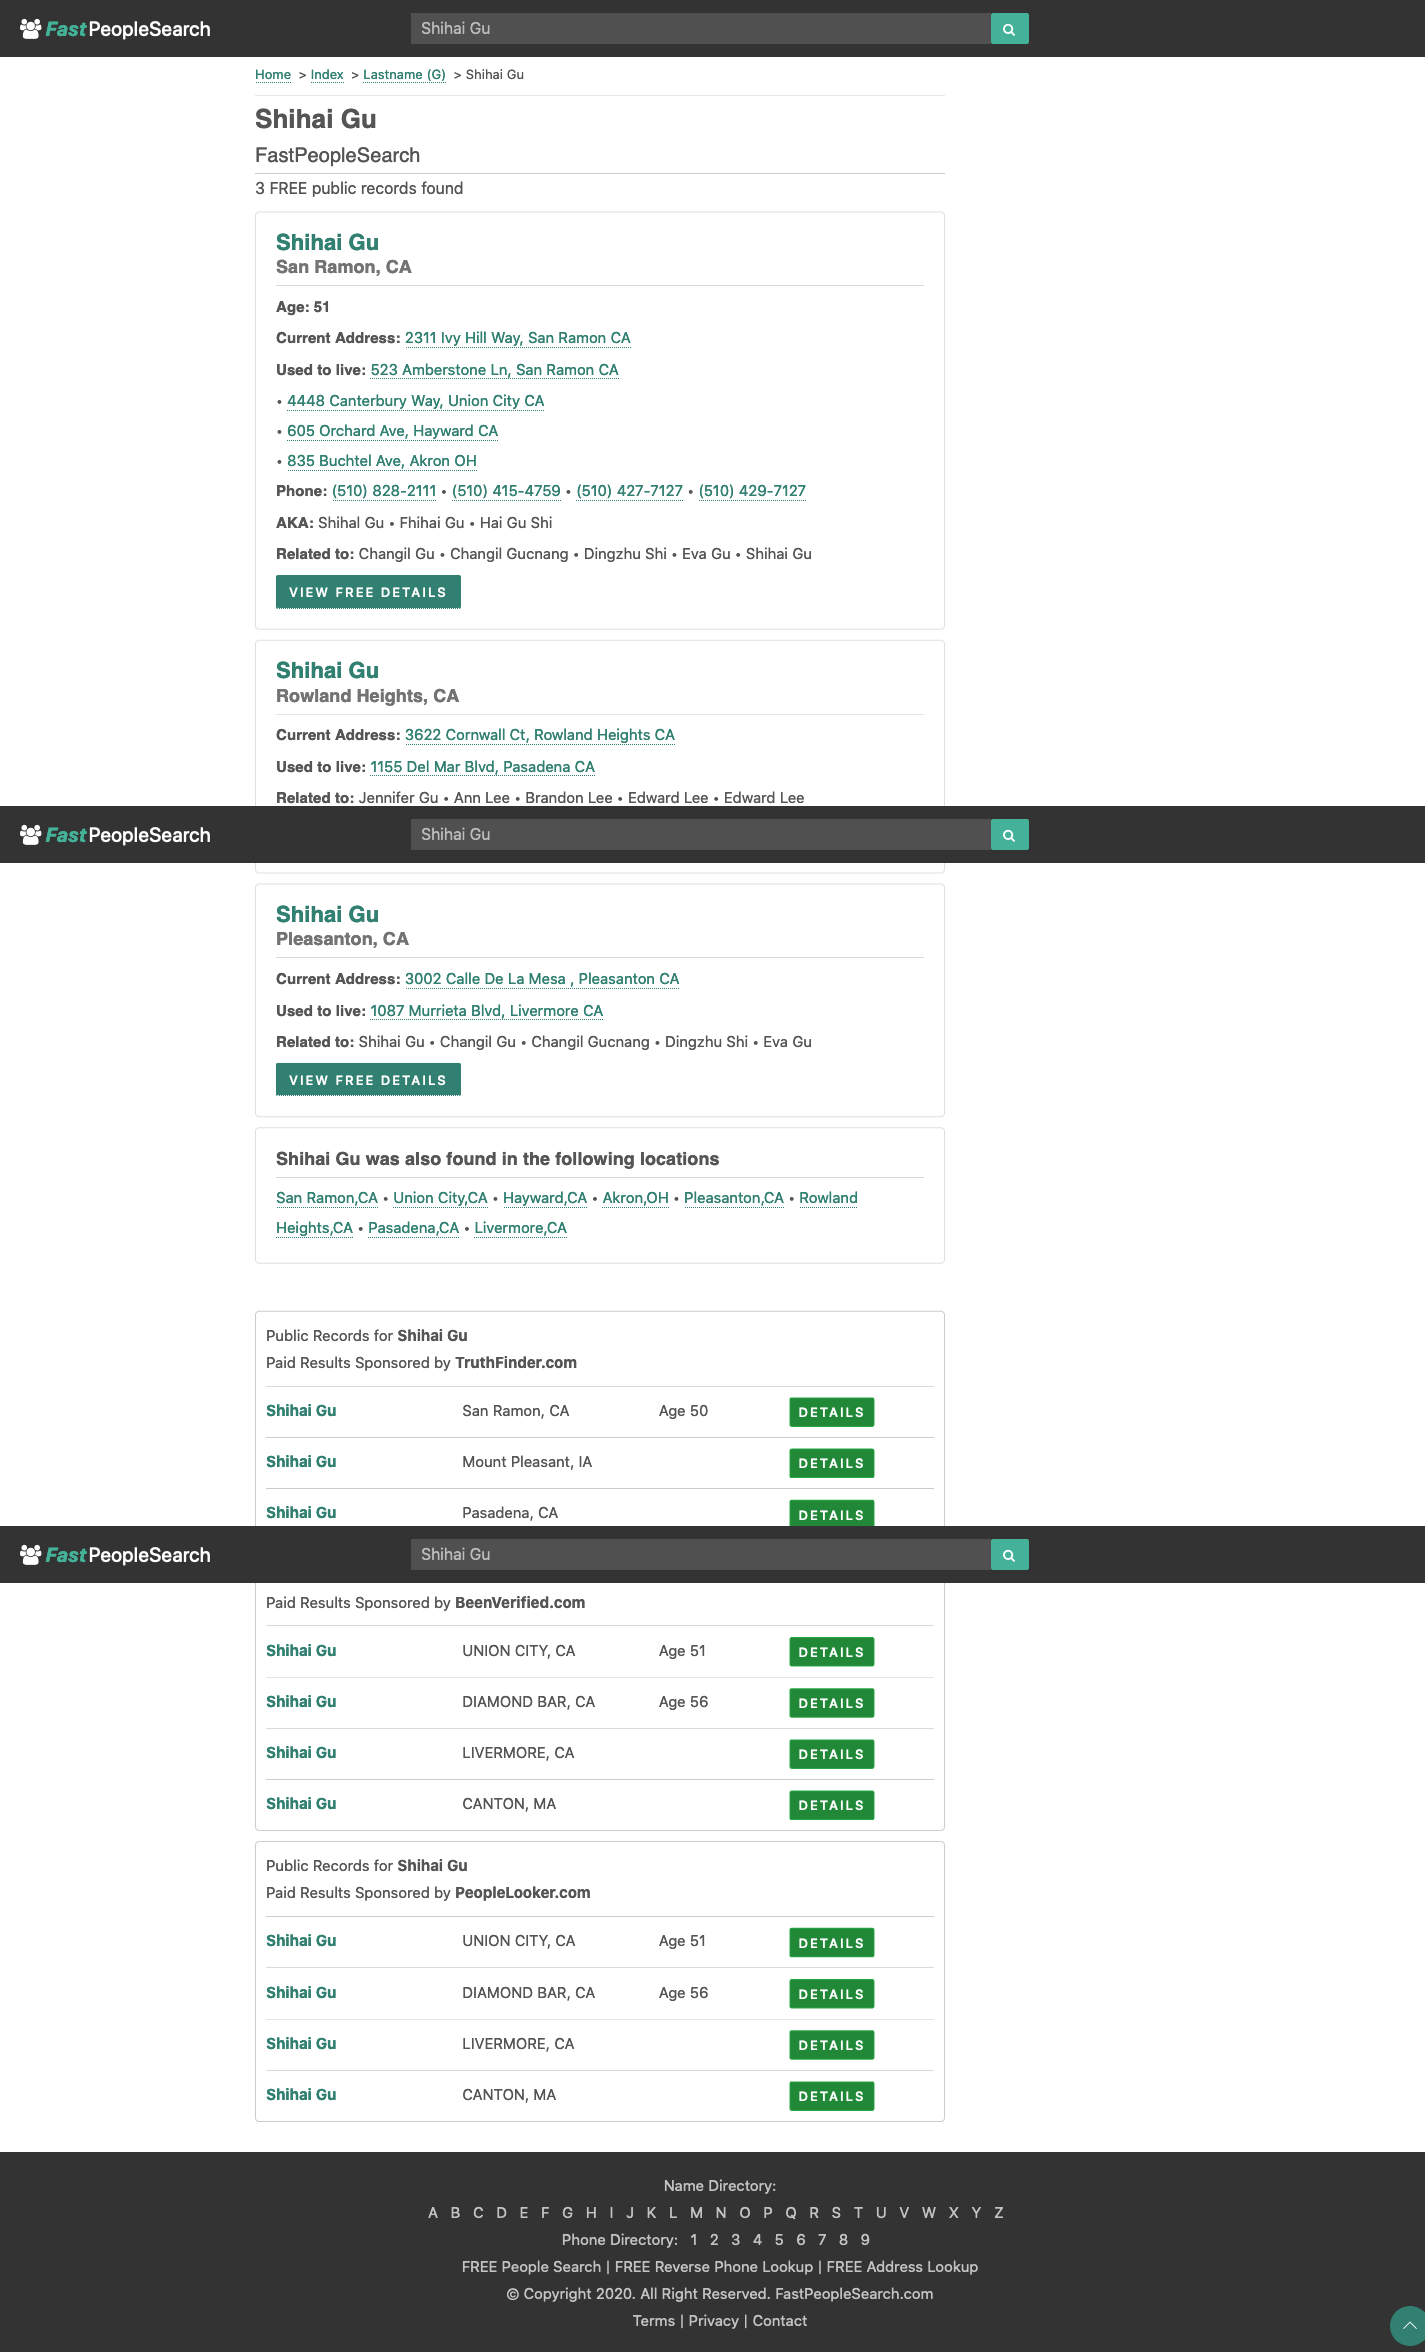 FastPeopleSearch
Shihai Gu
Home > Index > Lastname (G) > Shihai Gu
Shihai Gu
FastPeopleSearch
3 FREE public records found
Shihai Gu
San Ramon, CA
Age: 51
Current Address: 2311 Ivy Hill Way, San Ramon CA
Used to live: 523 Amberstone Ln, San Ramon CA
• 4448 Canterbury Way, Union City CA
• 605 Orchard Ave, Hayward CA
• 835 Buchtel Ave, Akron OH
Phone: (510) 828-2111 • (510) 415-4759 • (510) 427-7127 • (510) 429-7127
AKA: Shihal Gu • Fhihai Gu • Hai Gu Shi
Related to: Changil Gu • Changil Gucnang • Dingzhu Shi • Eva Gu • Shihai Gu
VIEW FREE DETAILS
Shihai Gu
Rowland Heights, CA
Current Address: 3622 Cornwall Ct, Rowland Heights CA
Used to live: 1155 Del Mar Blvd, Pasadena CA
Related to: Jennifer Gu • Ann Lee • Brandon Lee • Edward Lee • Edward Lee
FastPeopleSearch
Shihai Gu
Shihai Gu
Pleasanton, CA
Current Address: 3002 Calle De La Mesa , Pleasanton CA
Used to live: 1087 Murrieta Blvd, Livermore CA
Related to: Shihai Gu • Changil Gu • Changil Gucnang • Dingzhu Shi • Eva Gu
VIEW FREE DETAILS
Shihai Gu was also found in the following locations
San Ramon,CA • Union City,CA • Hayward,CA • Akron,OH • Pleasanton,CA • Rowland
Heights,CA • Pasadena,CA • Livermore,CA
Public Records for Shihai Gu
Paid Results Sponsored by TruthFinder.com
Shihai Gu San Ramon, CA Age 50 DETAILS
Shihai Gu Mount Pleasant, IA DETAILS
Shihai Gu Pasadena, CA DETAILS
FastPeopleSearch
Shihai Gu
Paid Results Sponsored by BeenVerified.com
Shihai Gu UNION CITY, CA Age 51 DETAILS
Shihai Gu DIAMOND BAR, CA Age 56 DETAILS
Shihai Gu LIVERMORE, CA DETAILS
Shihai Gu CANTON, MA DETAILS
Public Records for Shihai Gu
Paid Results Sponsored by PeopleLooker.com
Shihai Gu UNION CITY, CA Age 51 DETAILS
Shihai Gu DIAMOND BAR, CA Age 56 DETAILS
Shihai Gu LIVERMORE, CA DETAILS
Shihai Gu CANTON, MA DETAILS
Name Directory:
A B C D E F G H I J K L M N O P Q R S T U V W X Y Z
Phone Directory: 1 2 3 4 5 6 7 8 9
FREE People Search | FREE Reverse Phone Lookup | FREE Address Lookup
© Copyright 2020. All Right Reserved. FastPeopleSearch.com
Terms | Privacy | Contact